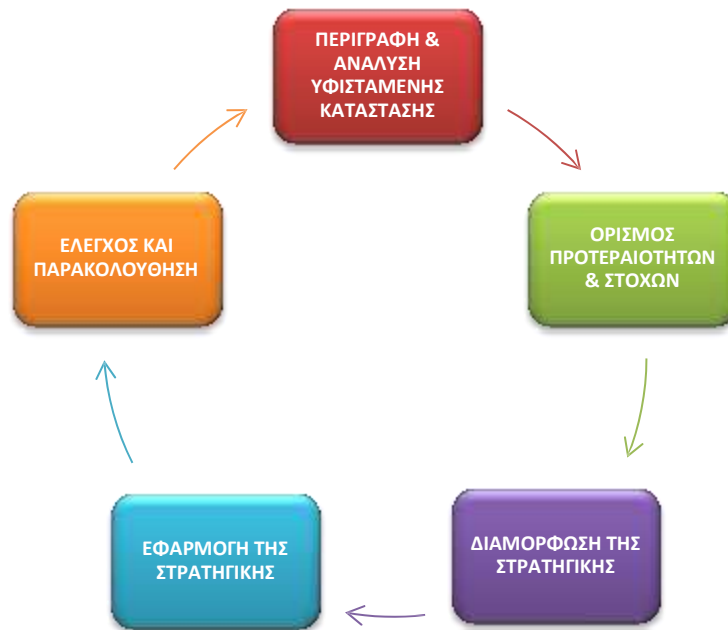 ΠΕΡΙΓΡΑΦΗ &
ΑΝΑΛΥΣΗ
ΥΦΙΣΤΑΜΕΝΗΣ
ΚΑΤΑΣΤΑΣΗΣ
ΟΡΙΣΜΟΣ
ΠΡΟΤΕΡΑΙΟΤΗΤΩΝ
& ΣΤΟΧΩΝ
ΔΙΑΜΟΡΦΩΣΗ ΤΗΣ
ΣΤΡΑΤΗΓΙΚΗΣ
ΕΦΑΡΜΟΓΗ ΤΗΣ
ΣΤΡΑΤΗΓΙΚΗΣ
ΕΛΕΓΧΟΣ ΚΑΙ
ΠΑΡΑΚΟΛΟΥΘΗΣΗ